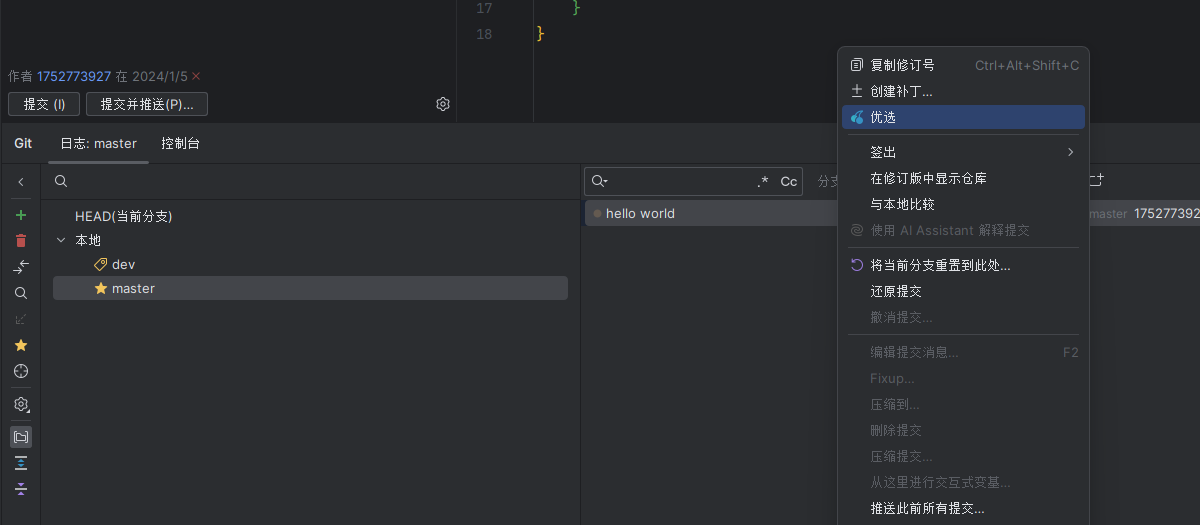 17 }
18 }
作者 1752773927 在 2024/1/5
提交 (I) 提交并推送(P)...
Git 日志: master 控制台
HEAD(当前分支)
本地
dev
master
.* Cc 分支
hello world master 175277392
复制修订号 Ctrl+Alt+Shift+C
创建补丁...
优选
签出
在修订版中显示仓库
与本地比较
使用 AI Assistant 解释提交
将当前分支重置到此处...
还原提交
撤消提交...
编辑提交消息... F2
Fixup...
压缩到...
删除提交
压缩提交...
从这里进行交互式变基...
推送此前所有提交...